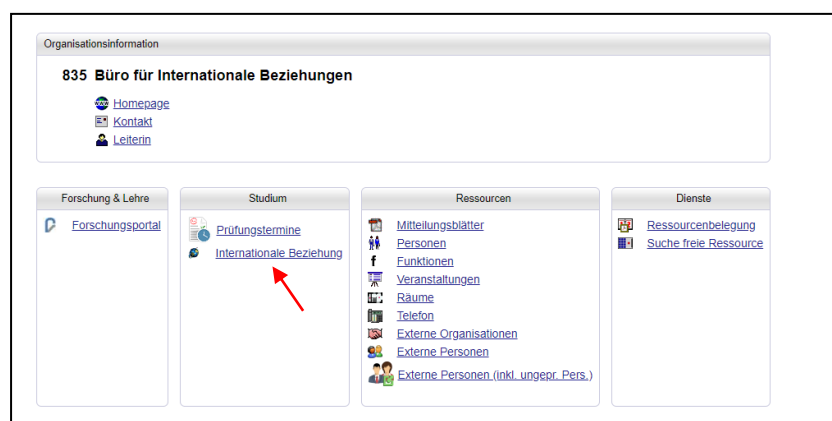 Organisationsinformation
835 Büro für Internationale Beziehungen
Homepage
Kontakt
Leiterin
Forschung & Lehre
Forschungsportal
Studium
Prüfungstermine
Internationale Beziehung
Ressourcen
Mitteilungsblätter
Personen
Funktionen
Veranstaltungen
Räume
Telefon
Externe Organisationen
Externe Personen
Externe Personen (inkl. ungepr. Pers.)
Dienste
Ressourcenbelegung
Suche freie Ressource